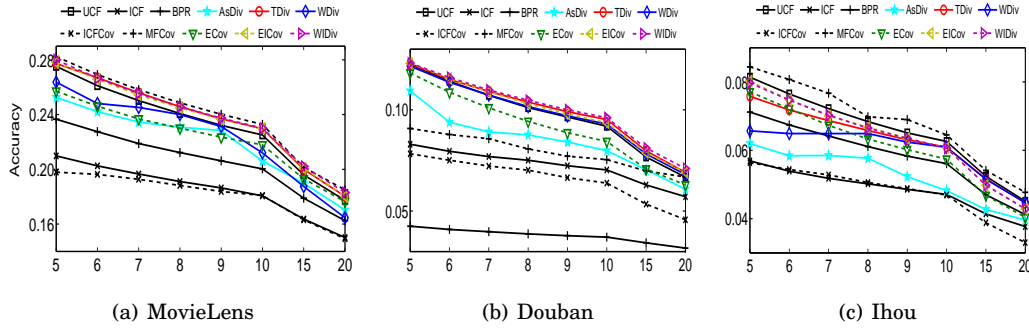 UCF ICF BPR AsDiv TDiv WDiv
ICFCov MFCov ECov EICov WIDiv
0.28
0.24
0.20
0.16
Accuracy
5 6 7 8 9 10 15 20
(a) MovieLens
UCF ICF BPR AsDiv TDiv WDiv
ICFCov MFCov ECov EICov WIDiv
0.10
0.05
5 6 7 8 9 10 15 20
(b) Douban
UCF ICF BPR AsDiv TDiv WDiv
ICFCov MFCov ECov EICov WIDiv
0.08
0.06
0.04
5 6 7 8 9 10 15 20
(c) Ihou